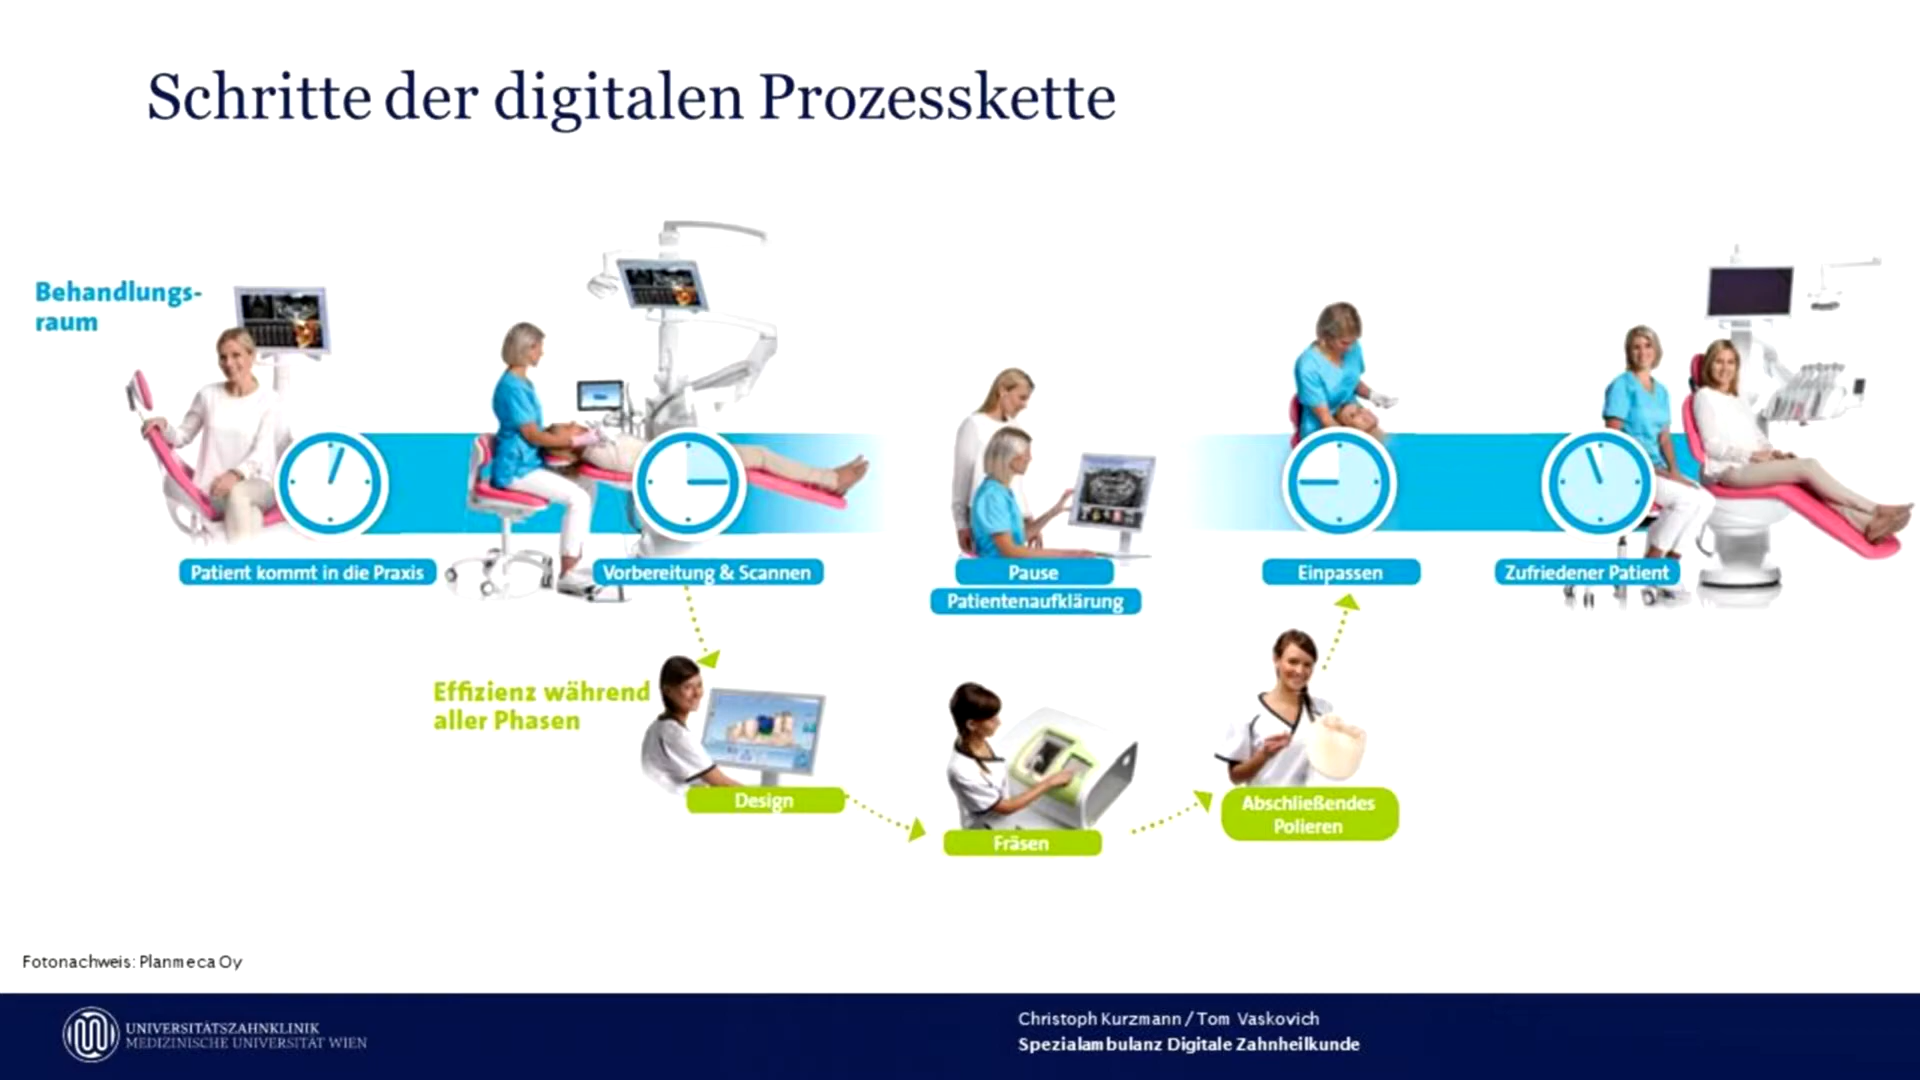 Schritte der digitalen Prozesskette
Behandlungs-
raum
Patient kommt in die Praxis
Vorbereitung & Scannen
Pause
Patientenaufklärung
Einpassen
Zufriedener Patient
Effizienz während
aller Phasen
Design
Fräsen
Abschließendes
Polieren
Fotonachweis: Planmeca Oy
UNIVERSITÄTSZAHNKLINIK
MEDIZINISCHE UNIVERSITÄT WIEN
Christoph Kurzmann / Tom Vaskovich
Spezialambulanz Digitale Zahnheilkunde